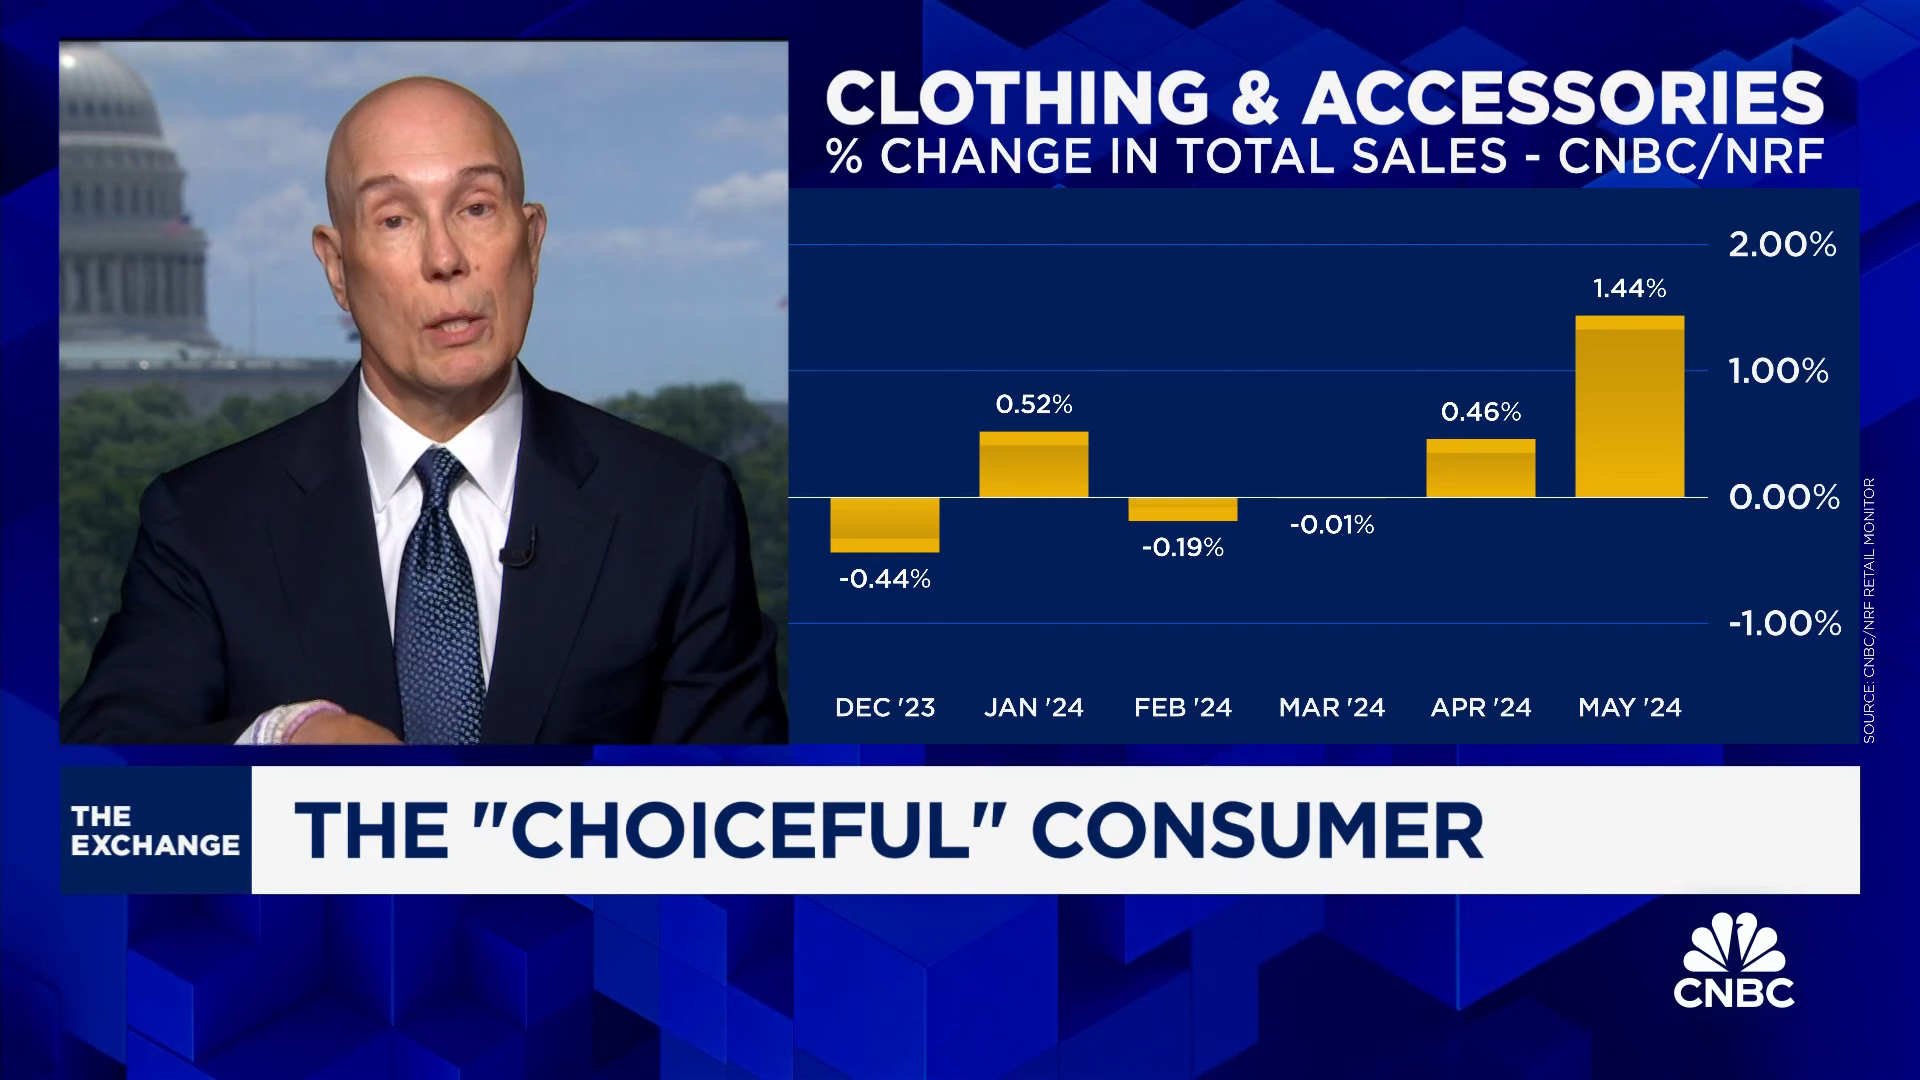 CLOTHING & ACCESSORIES
% CHANGE IN TOTAL SALES - CNBC/NRF
2.00%
1.00%
0.00%
-1.00%
-0.44%
0.52%
-0.19%
-0.01%
0.46%
1.44%
DEC '23
JAN '24
FEB '24
MAR '24
APR '24
MAY '24
SOURCE: CNBC/NRF RETAIL MONITOR
THE
EXCHANGE
THE "CHOICEFUL" CONSUMER
CNBC